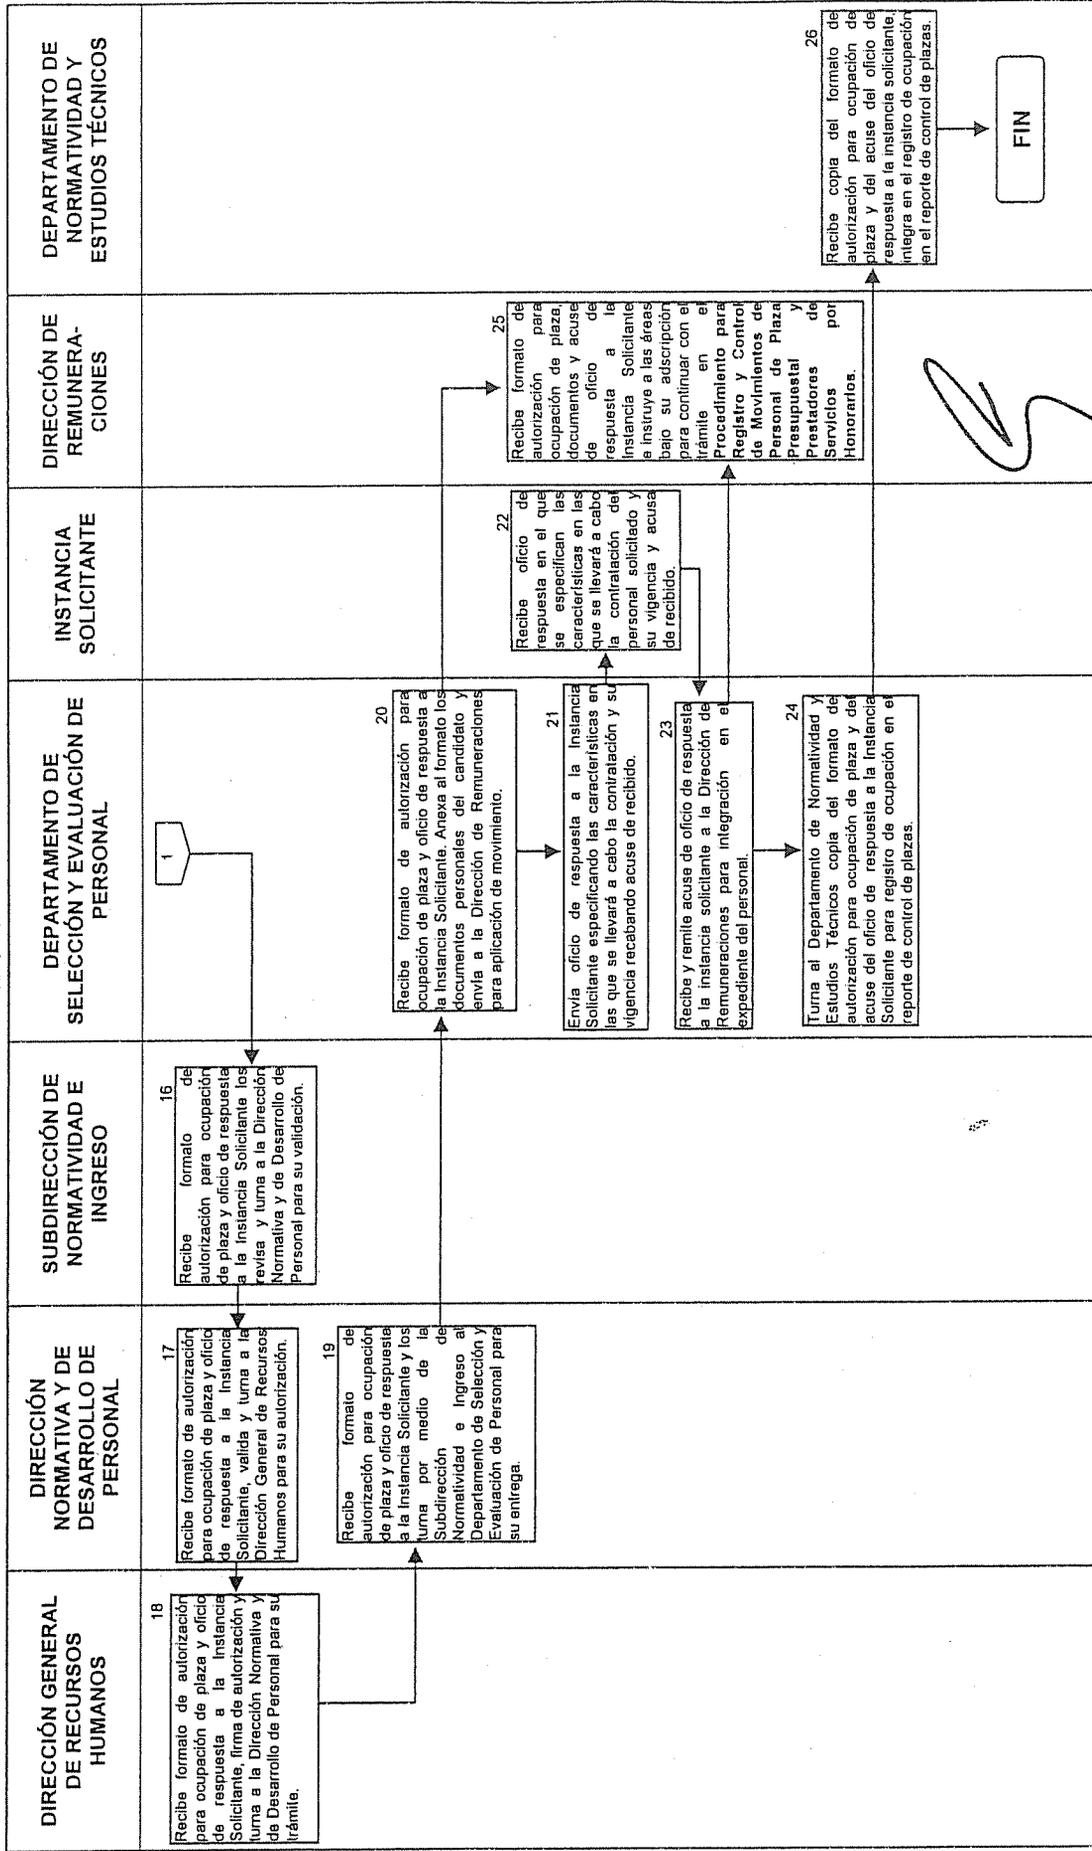 DIRECCIÓN GENERAL
DE RECURSOS
HUMANOS
DIRECCIÓN
NORMATIVA Y DE
DESARROLLO DE
PERSONAL
SUBDIRECCIÓN DE
NORMATIVIDAD E
INGRESO
DEPARTAMENTO DE
SELECCIÓN Y EVALUACIÓN DE
PERSONAL
INSTANCIA
SOLICITANTE
DIRECCIÓN DE
REMUNERA-
CIONES
DEPARTAMENTO DE
NORMATIVIDAD Y
ESTUDIOS TÉCNICOS
1
16
Recibe formato de
autorización para ocupación
de plaza y oficio de respuesta
a la Instancia Solicitante los
revisa y turna a la Dirección
Normativa y de Desarrollo de
Personal para su validación.
17
Recibe formato de autorización
para ocupación de plaza y oficio
de respuesta a la Instancia
Solicitante, valida y turna a la
Dirección General de Recursos
Humanos para su autorización.
18
Recibe formato de autorización
para ocupación de plaza y oficio
de respuesta a la Instancia
Solicitante, firma de autorización y
turna a la Dirección Normativa y
de Desarrollo de Personal para su
trámite.
19
Recibe formato de
autorización para ocupación
de plaza y oficio de respuesta
a la Instancia Solicitante y los
turna por medio de la
Subdirección de
Normatividad e Ingreso al
Departamento de Selección y
Evaluación de Personal para
su entrega.
20
Recibe formato de autorización para
ocupación de plaza y oficio de respuesta a
la Instancia Solicitante. Anexa al formato los
documentos personales del candidato y
envía a la Dirección de Remuneraciones
para aplicación de movimiento.
21
Envía oficio de respuesta a la Instancia
Solicitante especificando las características en
las que se llevará a cabo la contratación y su
vigencia recabando acuse de recibido.
22
Recibe oficio de
respuesta en el que
se especifican las
características en las
que se llevará a cabo
la contratación del
personal solicitado y
su vigencia y acusa
de recibido.
23
Recibe y remite acuse de oficio de respuesta
a la instancia solicitante a la Dirección de
Remuneraciones para integración en el
expediente del personal.
24
Turna al Departamento de Normatividad y
Estudios Técnicos copia del formato de
autorización para ocupación de plaza y del
acuse del oficio de respuesta a la Instancia
Solicitante para registro de ocupación en el
reporte de control de plazas.
25
Recibe formato de
autorización para
ocupación de plaza,
documentos y acuse
de oficio de
respuesta a la
Instancia Solicitante
e instruye a las áreas
bajo su adscripción
para continuar con el
trámite en el
Procedimiento para
Registro y Control
de Movimientos de
Personal de Plaza
Presupuestal y
Prestadores de
Servicios por
Honorarios.
26
Recibe copia del formato de
autorización para ocupación de
plaza y del acuse del oficio de
respuesta a la instancia solicitante,
integra en el registro de ocupación
en el reporte de control de plazas.
FIN